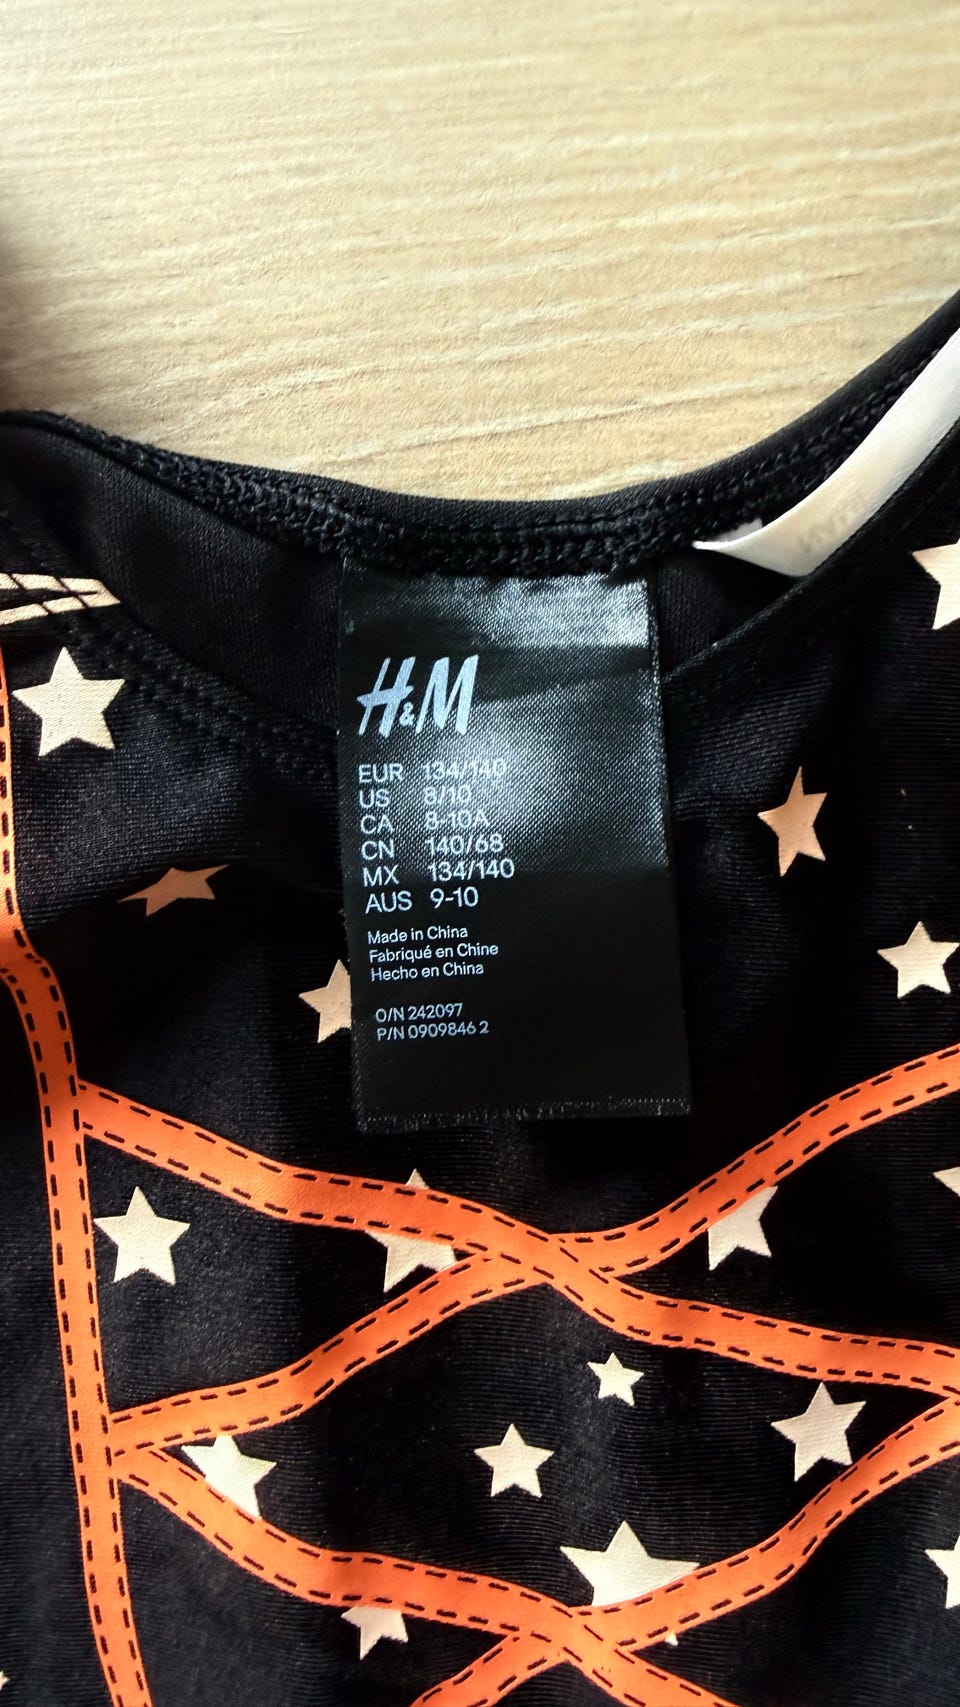 H&M
EUR 134/140
US 8/10
CA 8-10A
CN 140/68
MX 134/140
AUS 9-10
Made in China
Fabriqué en Chine
Hecho en China
O/N 242097
P/N 0909846 2